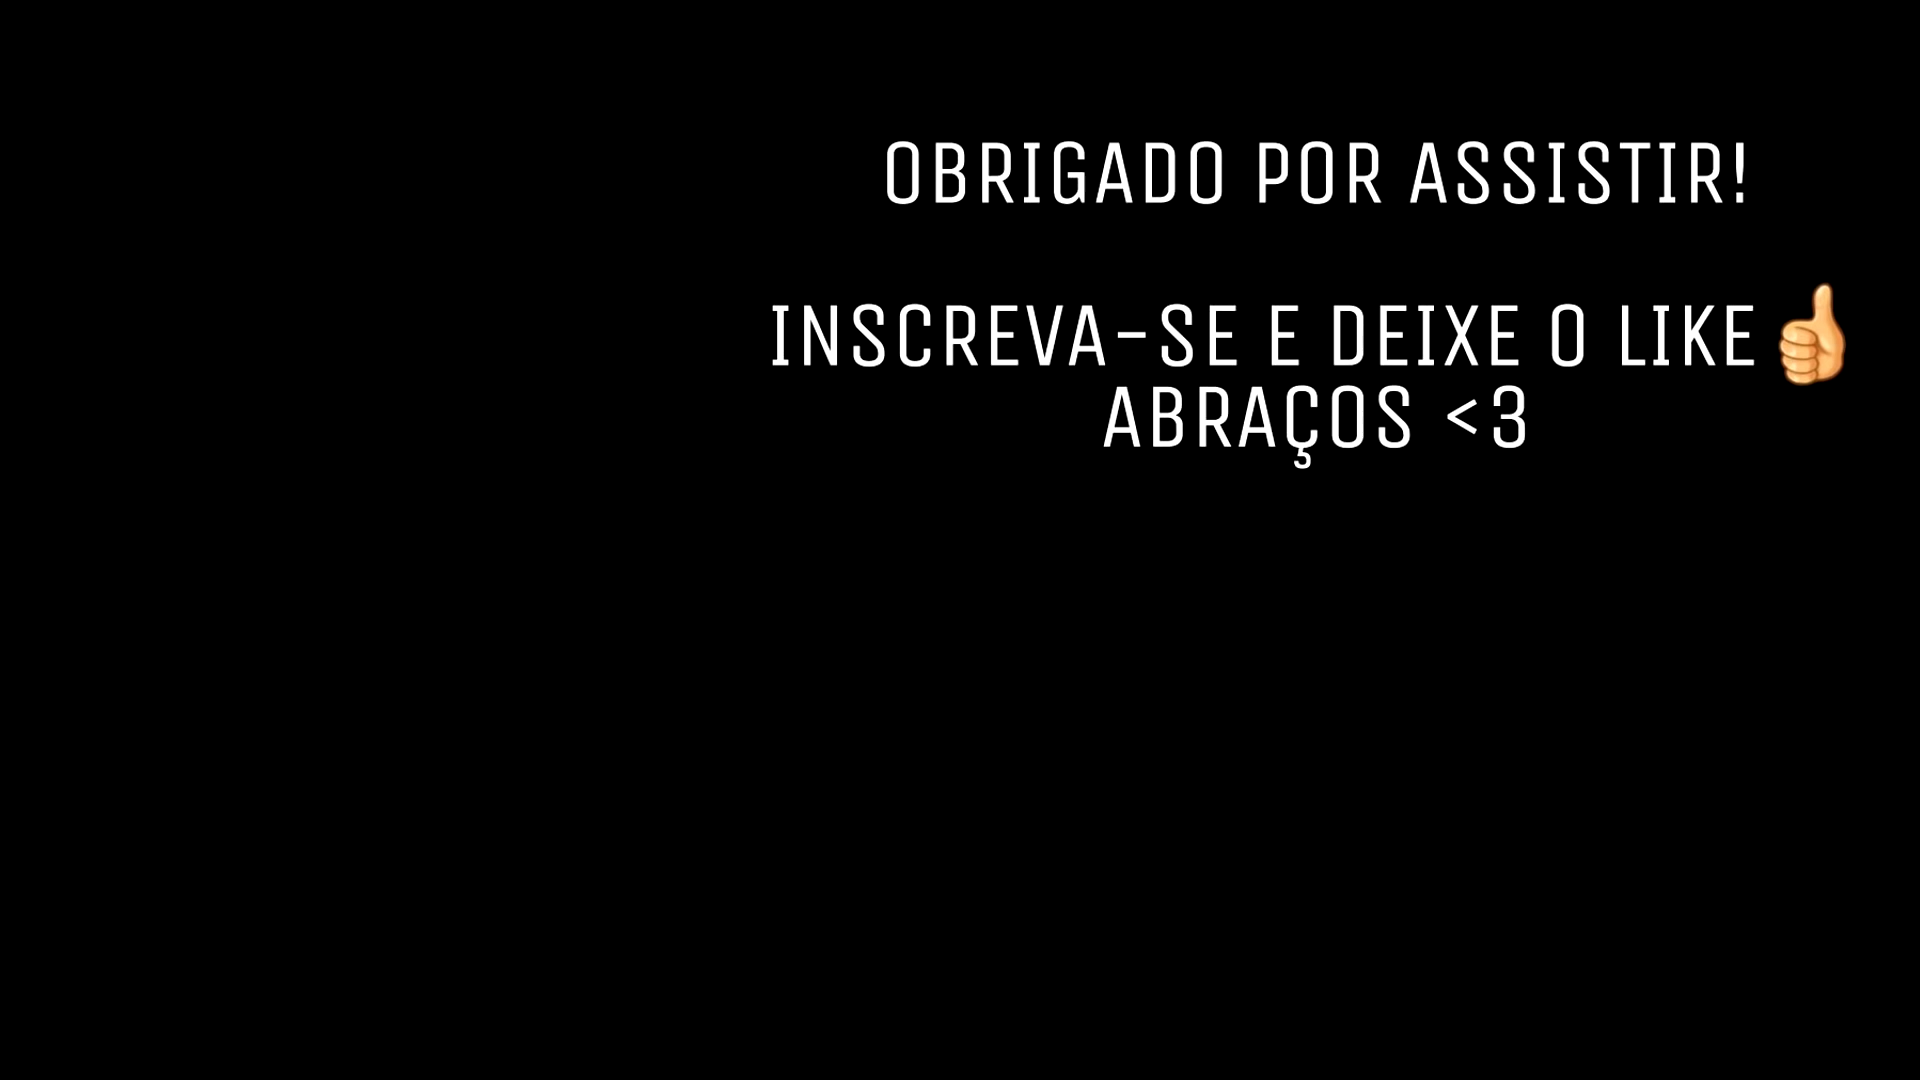 OBRIGADO POR ASSISTIR!
INSCREVA-SE E DEIXE O LIKE👍
ABRAÇOS <3